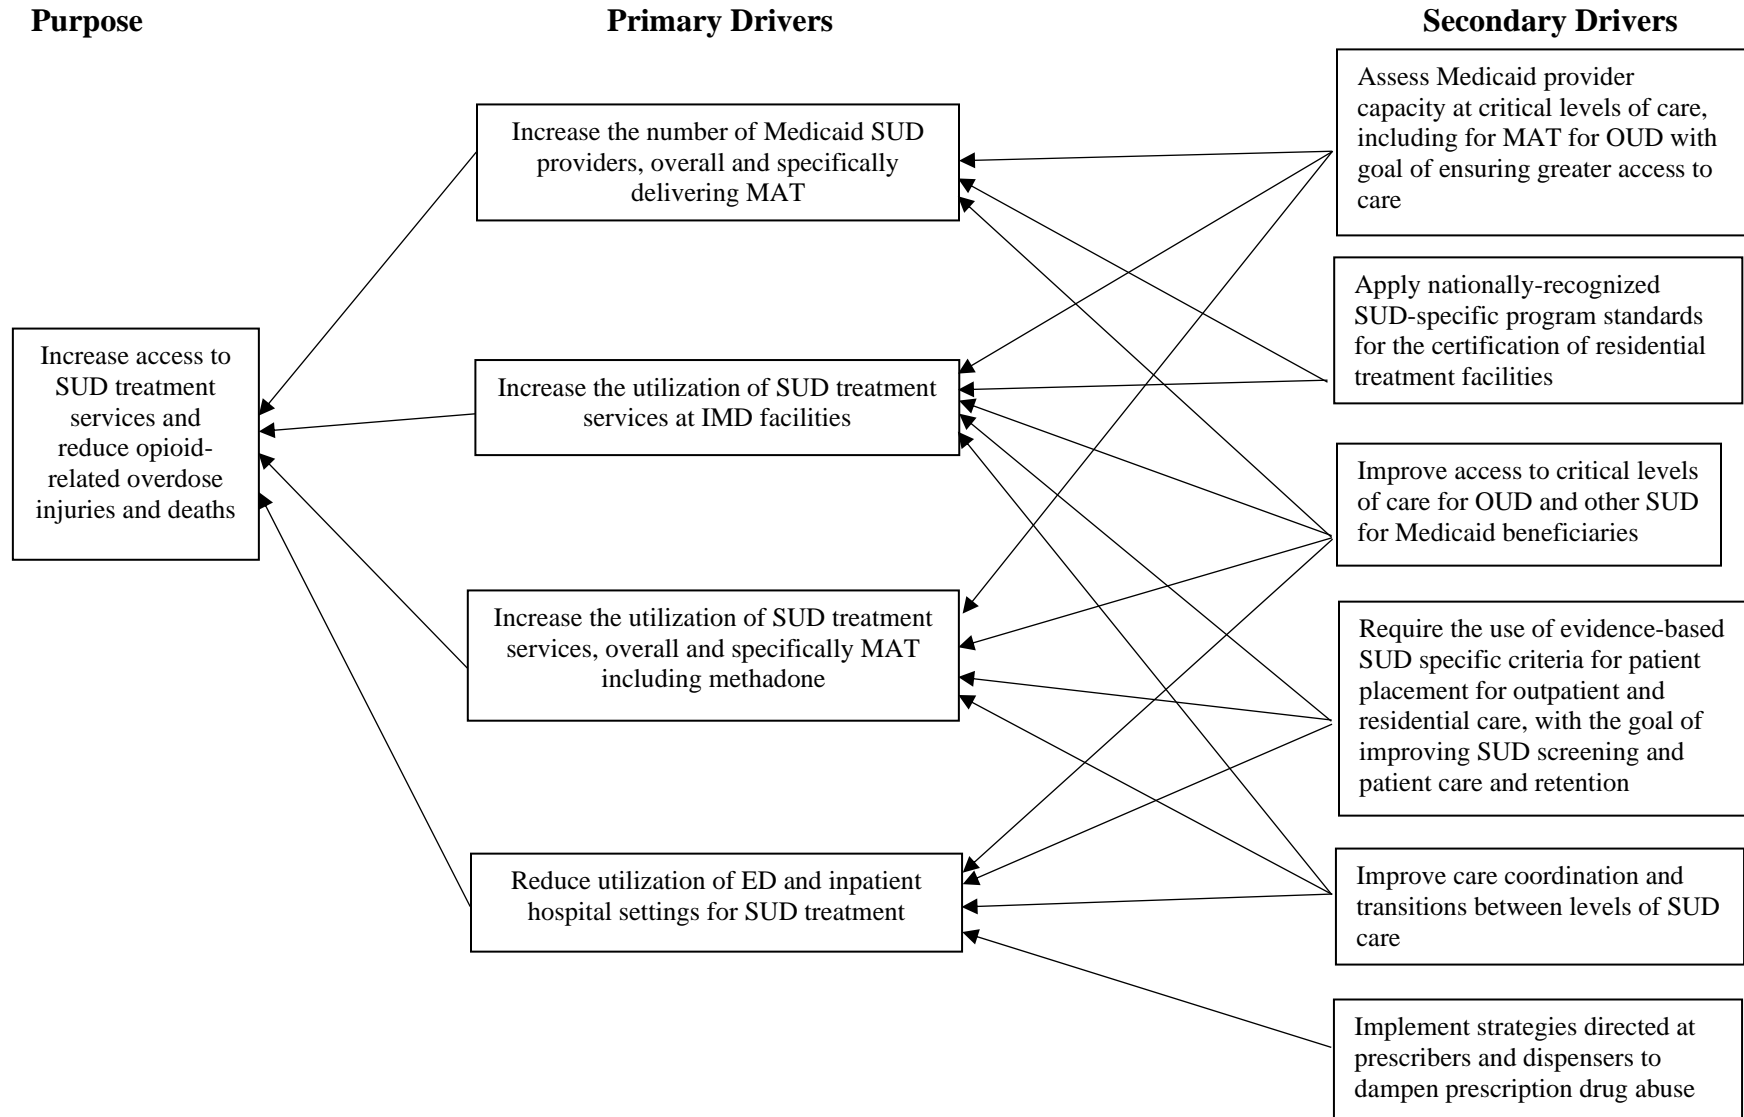 Purpose
Primary Drivers
Secondary Drivers
Increase access to
SUD treatment
services and
reduce opioid-
related overdose
injuries and deaths
Increase the number of Medicaid SUD
providers, overall and specifically
delivering MAT
Increase the utilization of SUD treatment
services at IMD facilities
Increase the utilization of SUD treatment
services, overall and specifically MAT
including methadone
Reduce utilization of ED and inpatient
hospital settings for SUD treatment
Assess Medicaid provider
capacity at critical levels of care,
including for MAT for OUD with
goal of ensuring greater access to
care
Apply nationally-recognized
SUD-specific program standards
for the certification of residential
treatment facilities
Improve access to critical levels
of care for OUD and other SUD
for Medicaid beneficiaries
Require the use of evidence-based
SUD specific criteria for patient
placement for outpatient and
residential care, with the goal of
improving SUD screening and
patient care and retention
Improve care coordination and
transitions between levels of SUD
care
Implement strategies directed at
prescribers and dispensers to
dampen prescription drug abuse